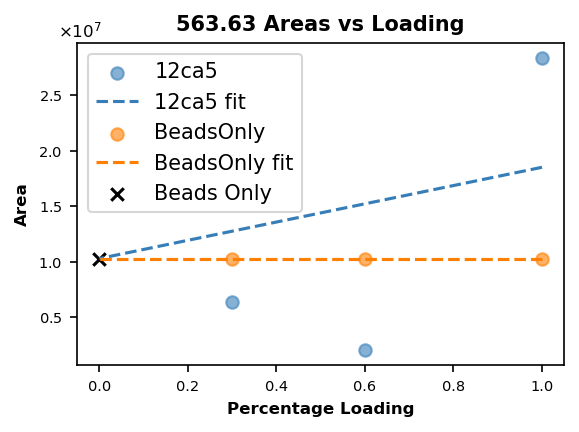 563.63 Areas vs Loading
×10⁷
12ca5
12ca5 fit
BeadsOnly
BeadsOnly fit
Beads Only
2.5
2.0
1.5
1.0
0.5
Area
0.0 0.2 0.4 0.6 0.8 1.0
Percentage Loading